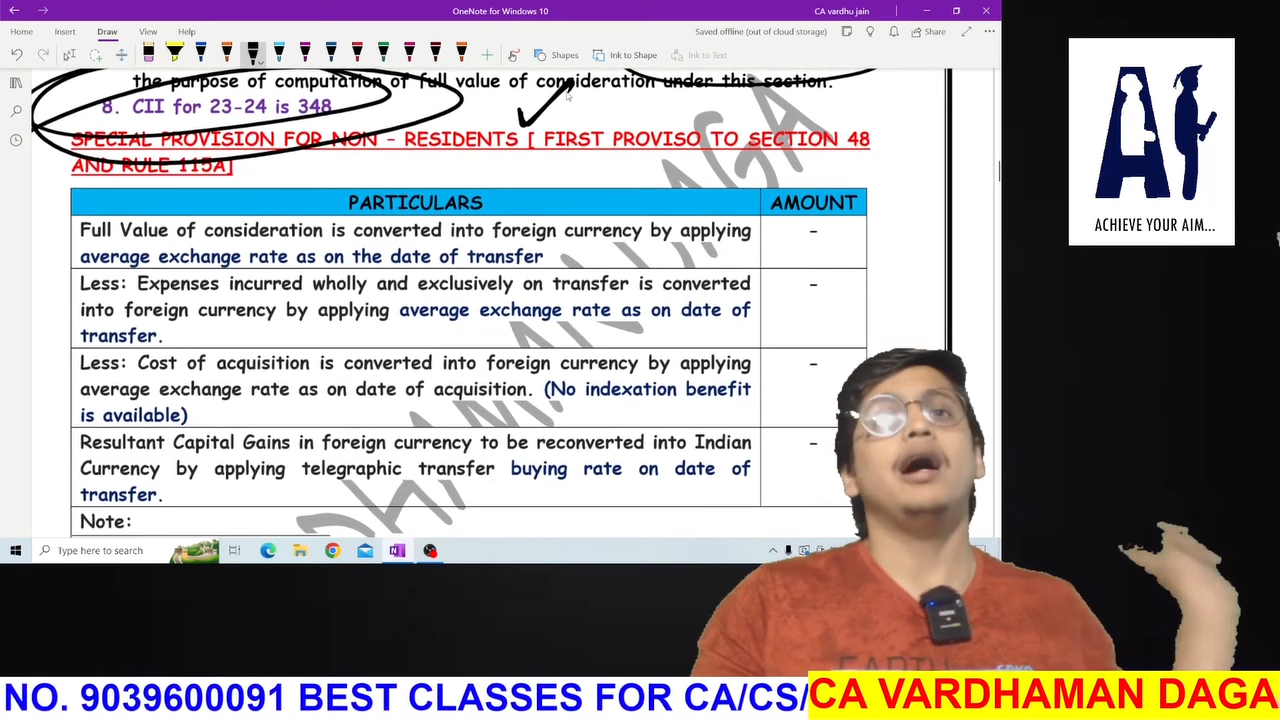 OneNote for Windows 10
CA vardhu jain
Home Insert Draw View Help
Saved offline (out of cloud storage)
Share
Shapes
Ink to Shape
Ink to Text
the purpose of computation of full value of consideration under this section.
8. CII for 23-24 is 348
SPECIAL PROVISION FOR NON – RESIDENTS [ FIRST PROVISO TO SECTION 48
AND RULE 115A]
PARTICULARS AMOUNT
Full Value of consideration is converted into foreign currency by applying -
average exchange rate as on the date of transfer
Less: Expenses incurred wholly and exclusively on transfer is converted -
into foreign currency by applying average exchange rate as on date of
transfer.
Less: Cost of acquisition is converted into foreign currency by applying -
average exchange rate as on date of acquisition. (No indexation benefit
is available)
Resultant Capital Gains in foreign currency to be reconverted into Indian -
Currency by applying telegraphic transfer buying rate on date of
transfer.
Note:
Type here to search
ACHIEVE YOUR AIM...
NO. 9039600091 BEST CLASSES FOR CA/CS/
CA VARDHAMAN DAGA